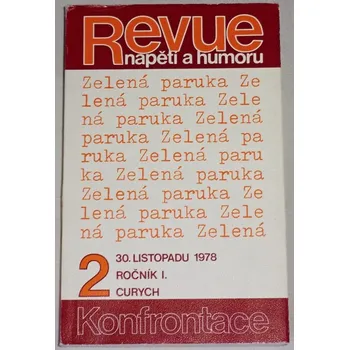 Revue
napětí a humoru
Zelená paruka Ze
lená paruka Zele
ná paruka Zelená
paruka Zelená pa
ruka Zelená paru
ka Zelená paruka
Zelená paruka Ze
lená paruka Zele
ná paruka Zelená
2
30. LISTOPADU 1978
ROČNÍK I.
CURYCH
Konfrontace